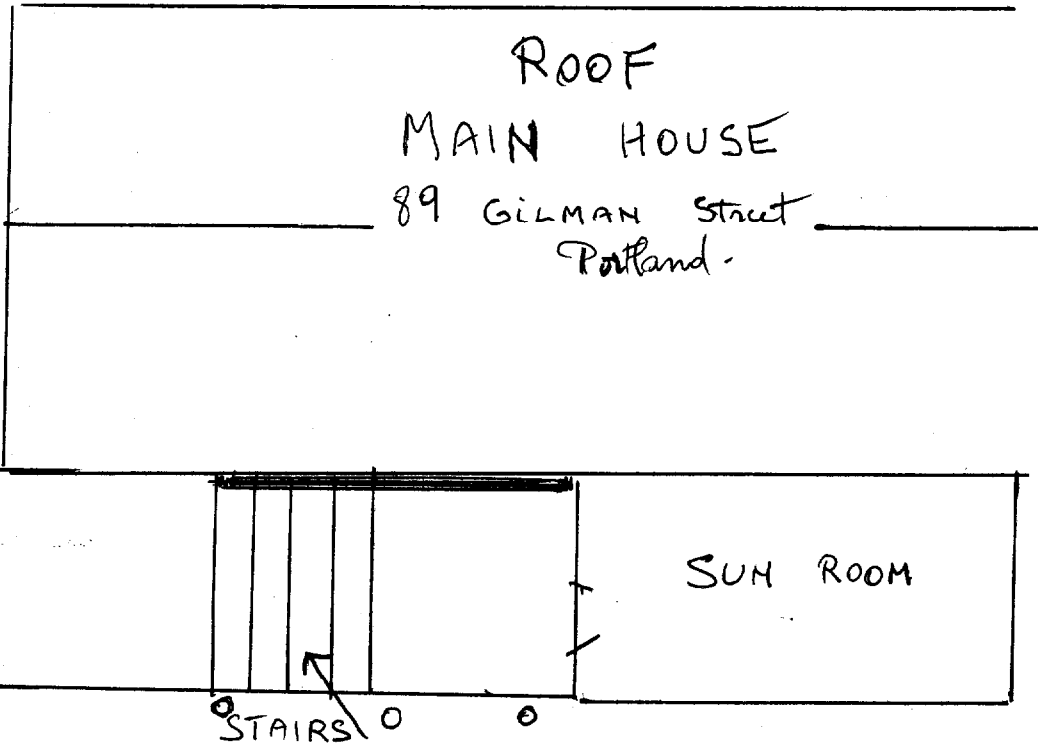 ROOF
MAIN HOUSE
89 GILMAN Street
Portland.
SUN ROOM
STAIRS